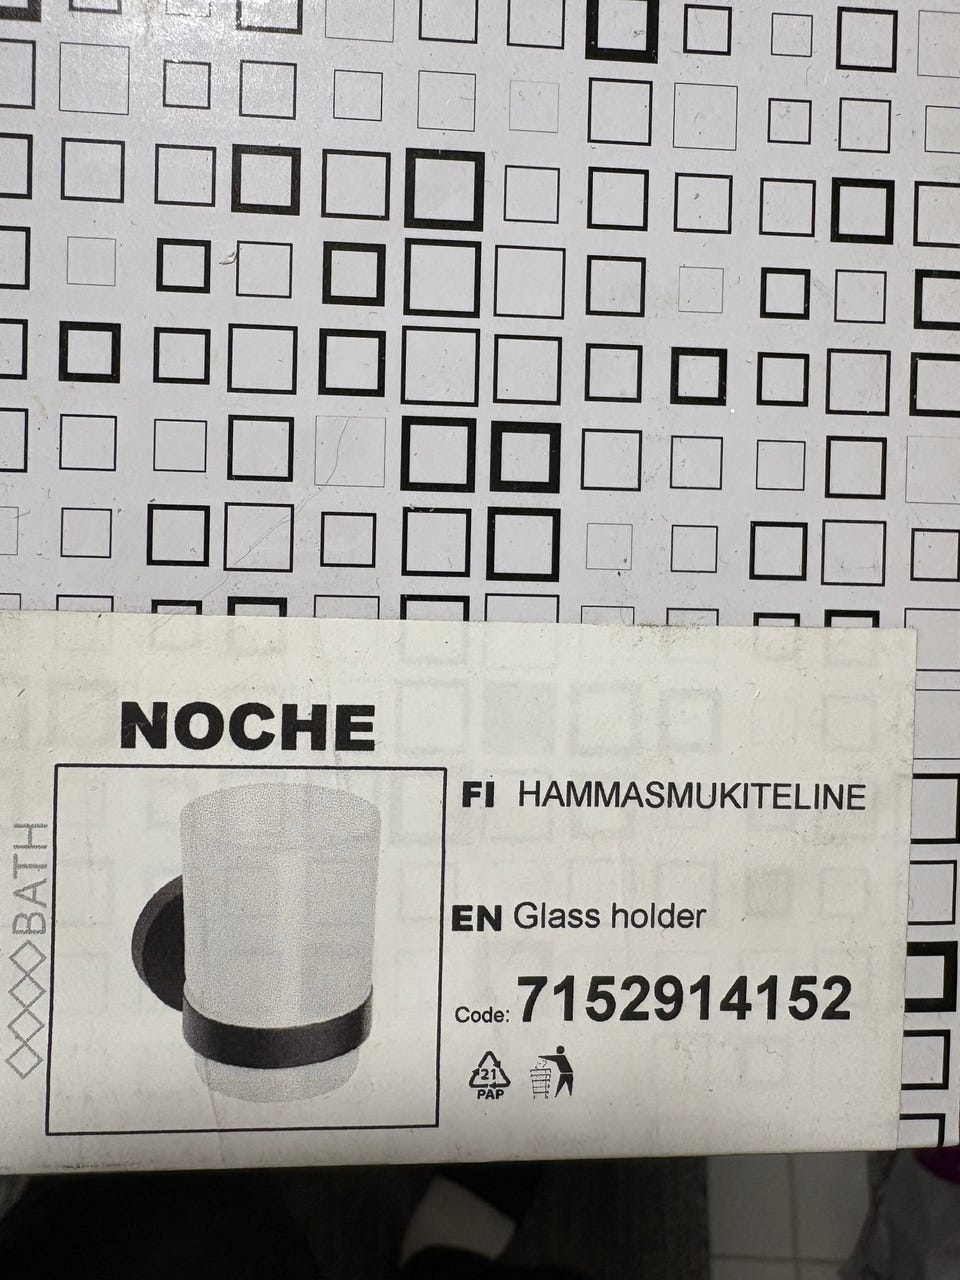 NOCHE
BATH
FI HAMMASMUKITELINE
EN Glass holder
Code: 7152914152
21
PAP